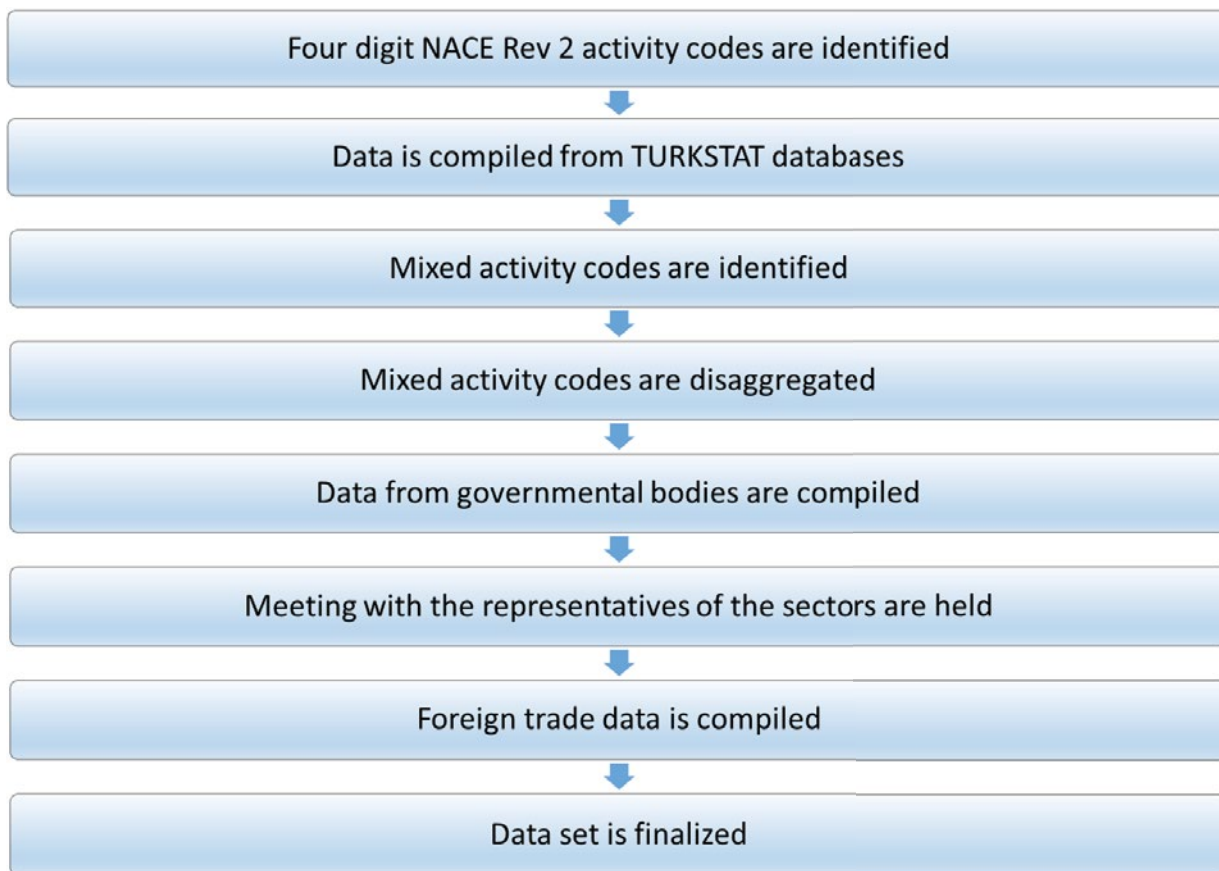 Four digit NACE Rev 2 activity codes are identified
Data is compiled from TURKSTAT databases
Mixed activity codes are identified
Mixed activity codes are disaggregated
Data from governmental bodies are compiled
Meeting with the representatives of the sectors are held
Foreign trade data is compiled
Data set is finalized